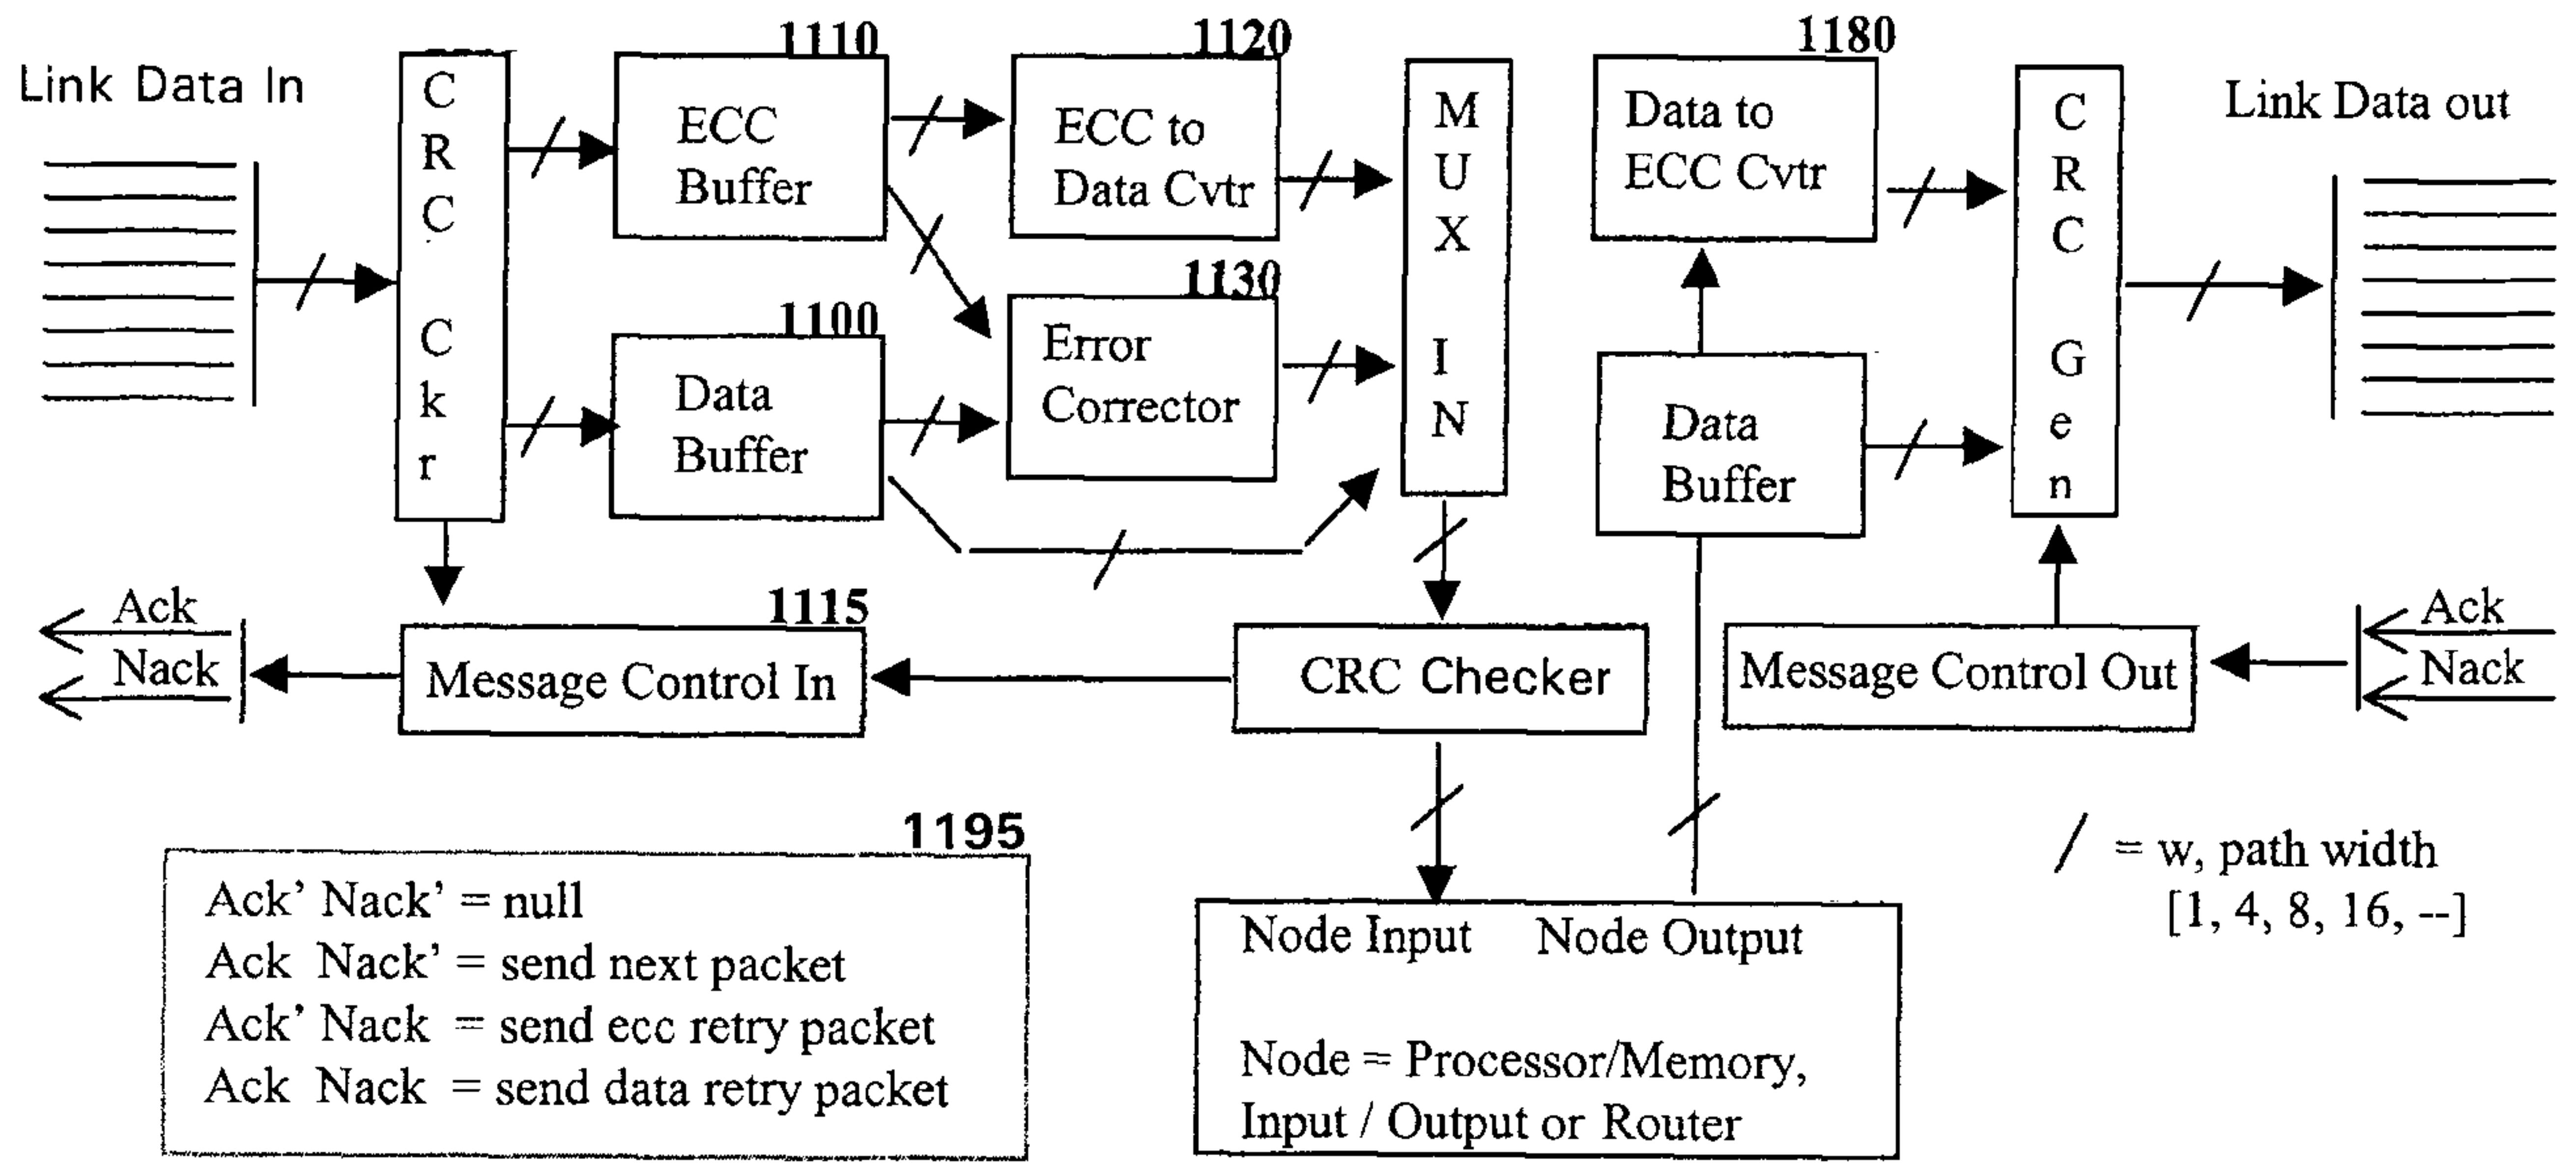 1110
1120
1180
Link Data In
C
R
C
C
k
r
ECC
Buffer
ECC to
Data Cvtr
M
U
X
I
N
Data to
ECC Cvtr
C
R
C
G
e
n
Link Data out
1100
1130
Data
Buffer
Error
Corrector
Data
Buffer
Ack
Nack
1115
Message Control In
CRC Checker
Message Control Out
Ack
Nack
1195
Ack’ Nack’ = null
Ack Nack’ = send next packet
Ack’ Nack = send ecc retry packet
Ack Nack = send data retry packet
Node Input Node Output
Node = Processor/Memory,
Input / Output or Router
/ = w, path width
[1, 4, 8, 16, --]